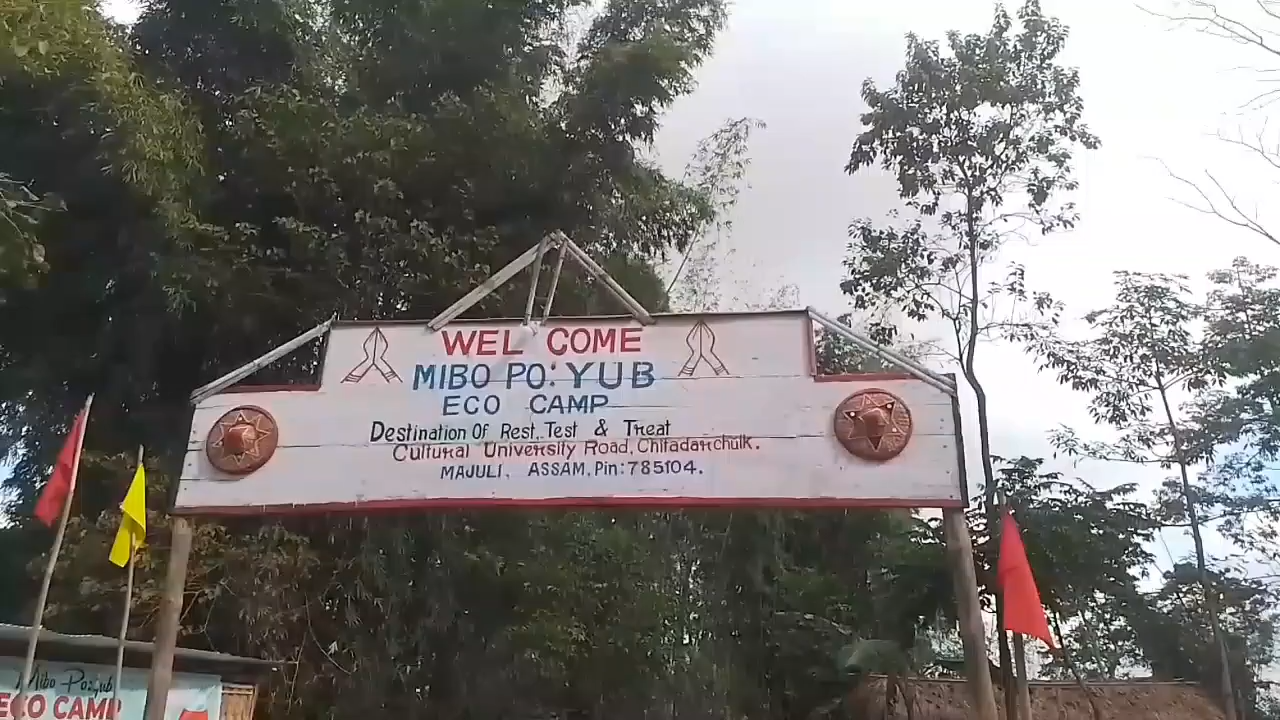 WEL COME
MIBO PO:YUB
ECO CAMP
Destination Of Rest, Test & Treat
Cultural University Road, Chitadarchuk.
MAJULI, ASSAM, Pin:785104.
Mibo Po:yub
ECO CAMP